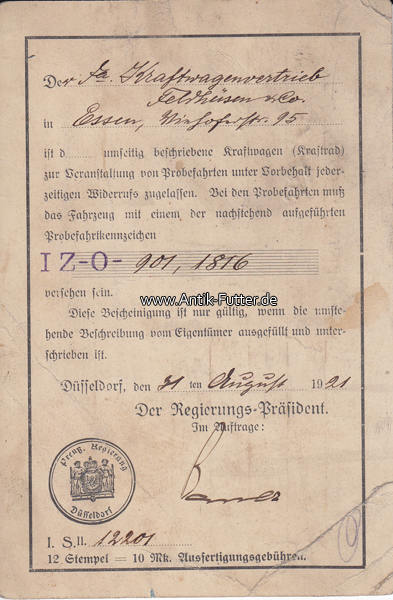 Der Fa. Kraftwagenvertrieb
Feldhüsen & Co.
in Essen, Vinhofstr. 95
ist d umseitig beschriebene Kraftwagen (Kraftrad)
zur Veranstaltung von Probefahrten unter Vorbehalt jeder-
zeitigen Widerrufs zugelassen. Bei den Probefahrten muß
das Fahrzeug mit einem der nachstehend aufgeführten
Probefahrtkennzeichen
IZ-O- 901, 1816
versehen sein.
www.Antik-Futter.de
Diese Bescheinigung ist nur gültig, wenn die umste-
hende Beschreibung vom Eigentümer ausgefüllt und unter-
schrieben ist.
Düsseldorf, den 31 ten August 1921
Der Regierungs-Präsident.
Im Auftrage:
Preuß. Regierung
Düsseldorf
I. S.II. 12201
12 Stempel = 10 Mk. Ausfertigungsgebühren.